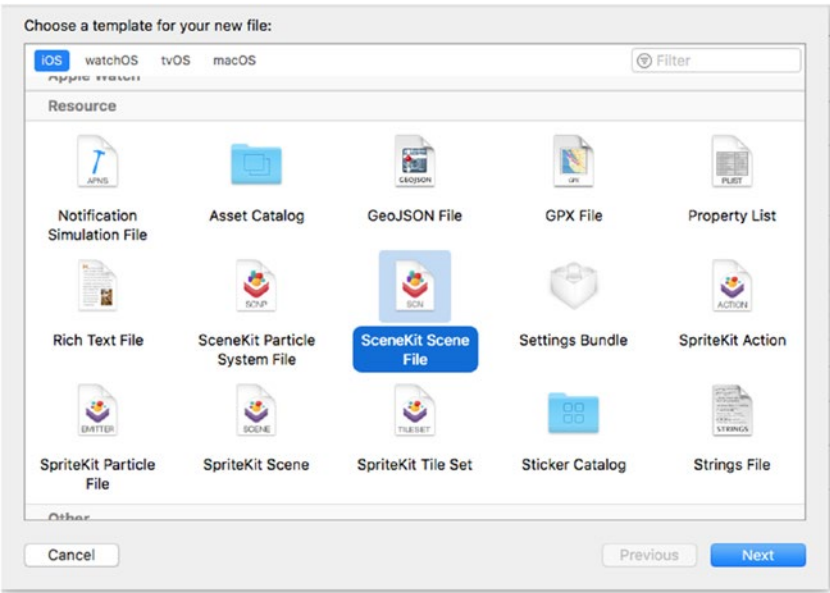 Choose a template for your new file:
iOS watchOS tvOS macOS Filter
Apple Watch
Resource
APNS GEOJSON GPX PLIST
Notification Asset Catalog GeoJSON File GPX File Property List
Simulation File
SCNP SCN ACTION
Rich Text File SceneKit Particle SceneKit Scene Settings Bundle SpriteKit Action
System File File
EMITTER SCENE TILESET STRINGS
SpriteKit Particle SpriteKit Scene SpriteKit Tile Set Sticker Catalog Strings File
File
Other
Cancel Previous Next